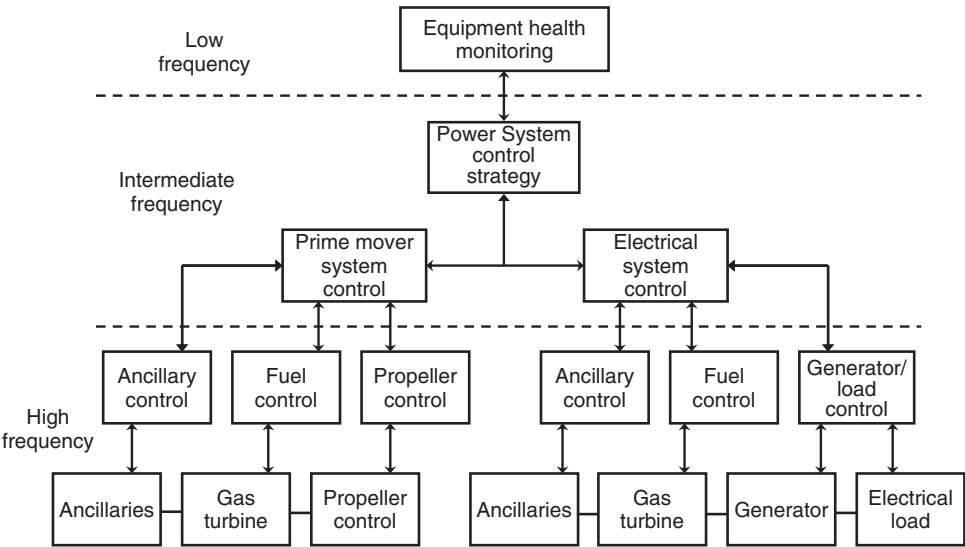 Low
frequency
Equipment health
monitoring
Intermediate
frequency
Power System
control
strategy
Prime mover
system
control
Electrical
system
control
High
frequency
Ancillary
control
Fuel
control
Propeller
control
Ancillary
control
Fuel
control
Generator/
load
control
Ancillaries
Gas
turbine
Propeller
control
Ancillaries
Gas
turbine
Generator
Electrical
load